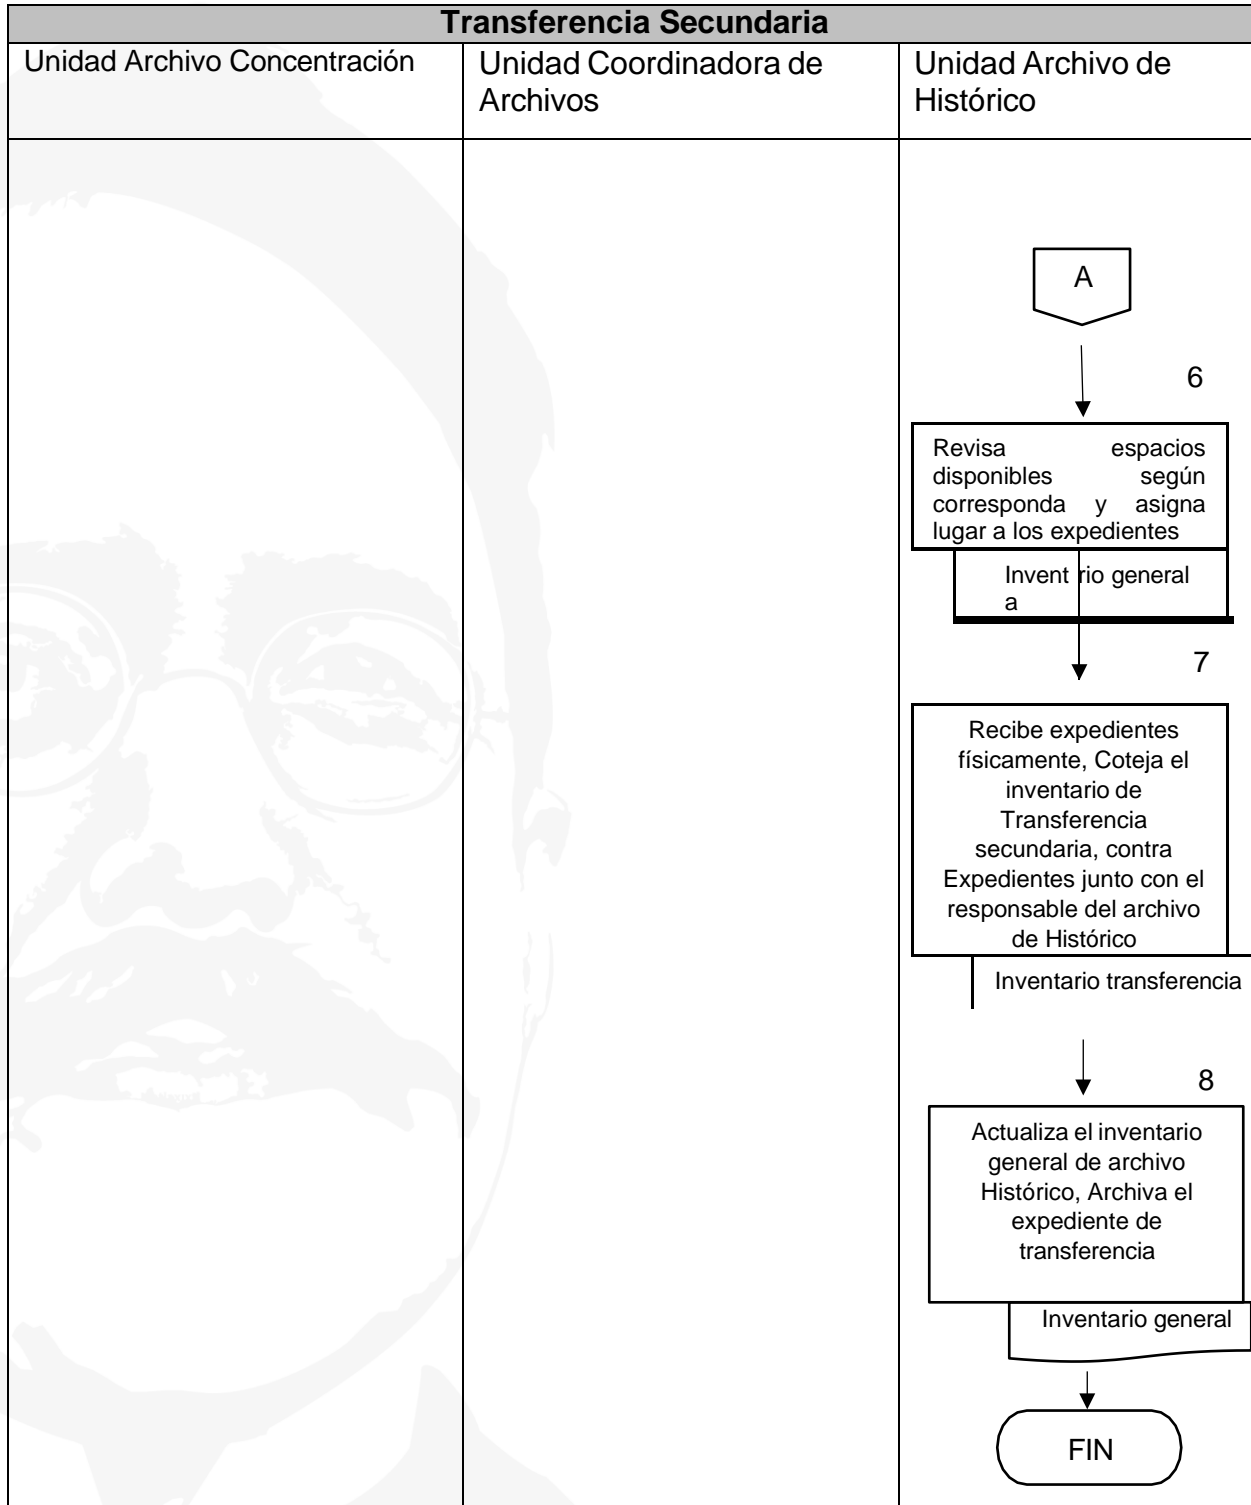 Transferencia Secundaria
Unidad Archivo Concentración
Unidad Coordinadora de
Archivos
Unidad Archivo de
Histórico
A
6
Revisa espacios
disponibles según
corresponda y asigna
lugar a los expedientes
Invent rio general
a
7
Recibe expedientes
físicamente, Coteja el
inventario de
Transferencia
secundaria, contra
Expedientes junto con el
responsable del archivo
de Histórico
Inventario transferencia
8
Actualiza el inventario
general de archivo
Histórico, Archiva el
expediente de
transferencia
Inventario general
FIN